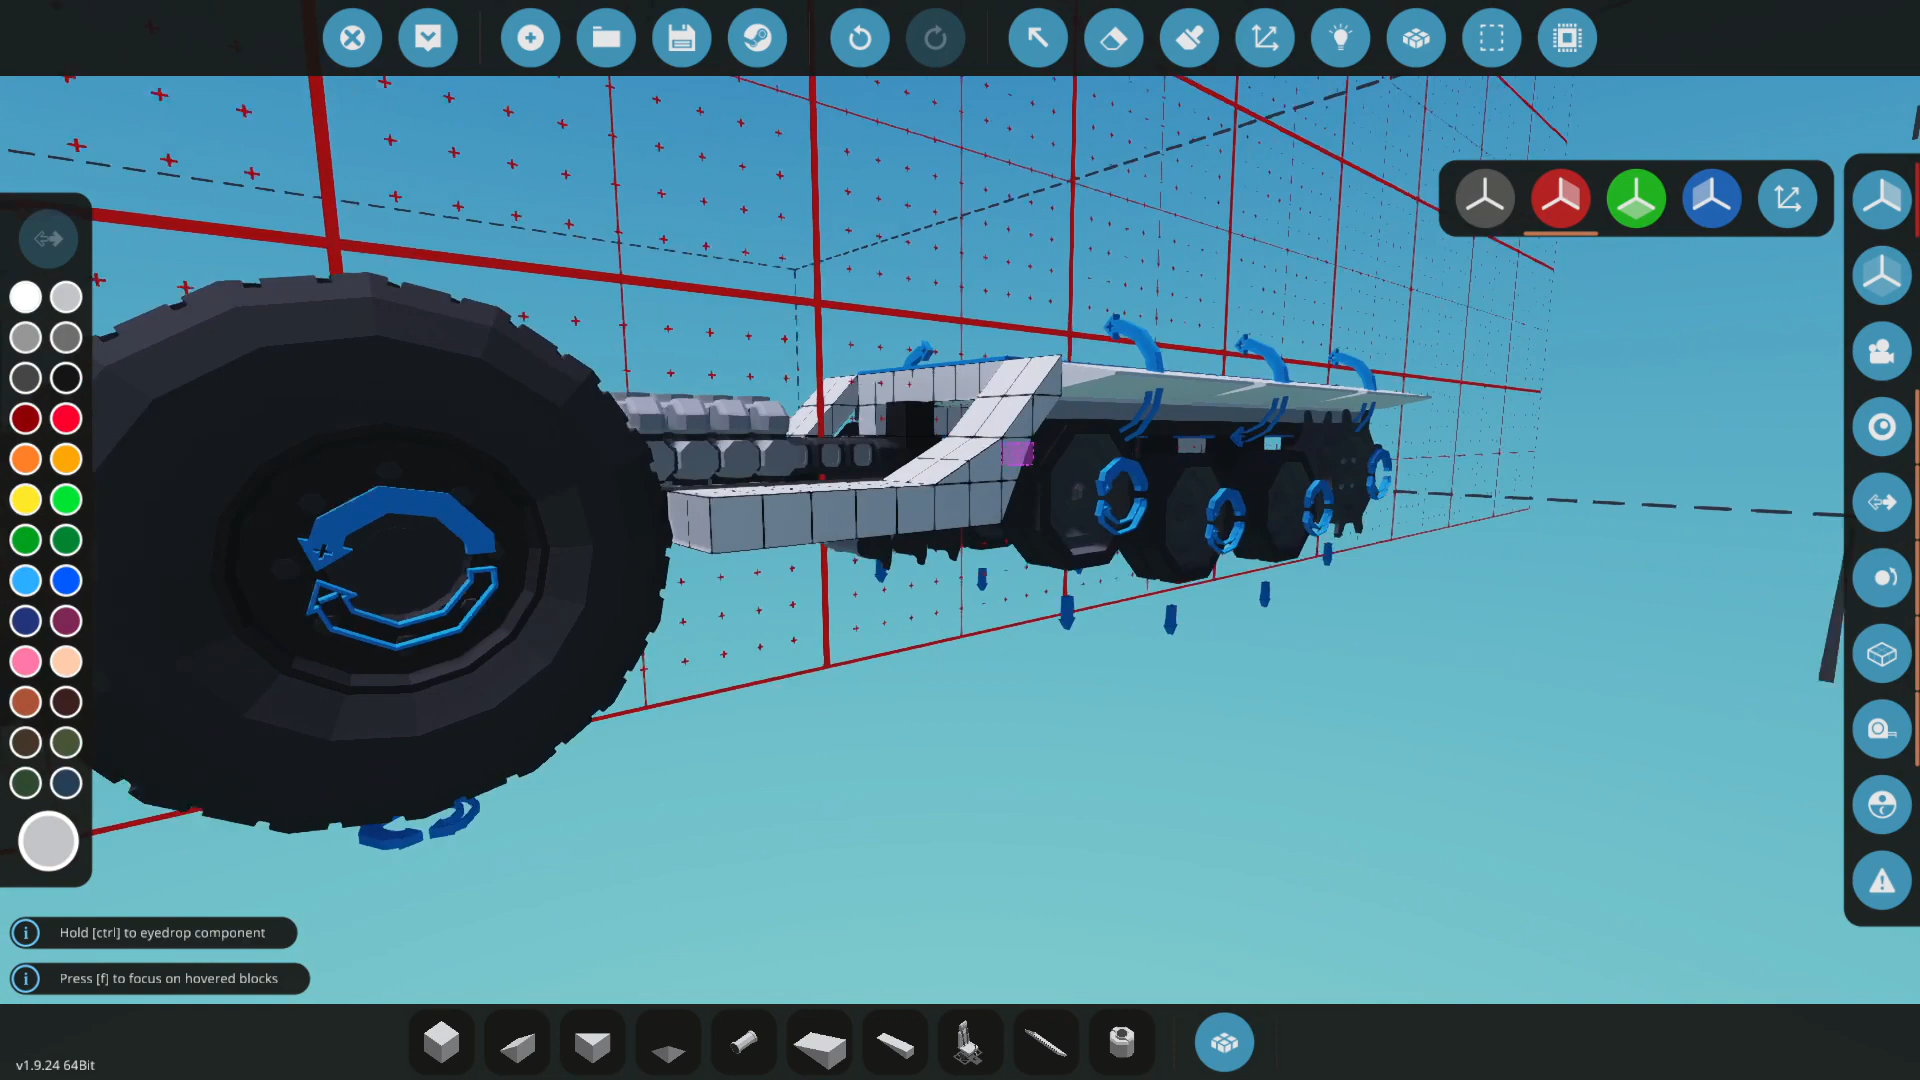 Hold [ctrl] to eyedrop component
Press [f] to focus on hovered blocks
v1.9.24 64Bit